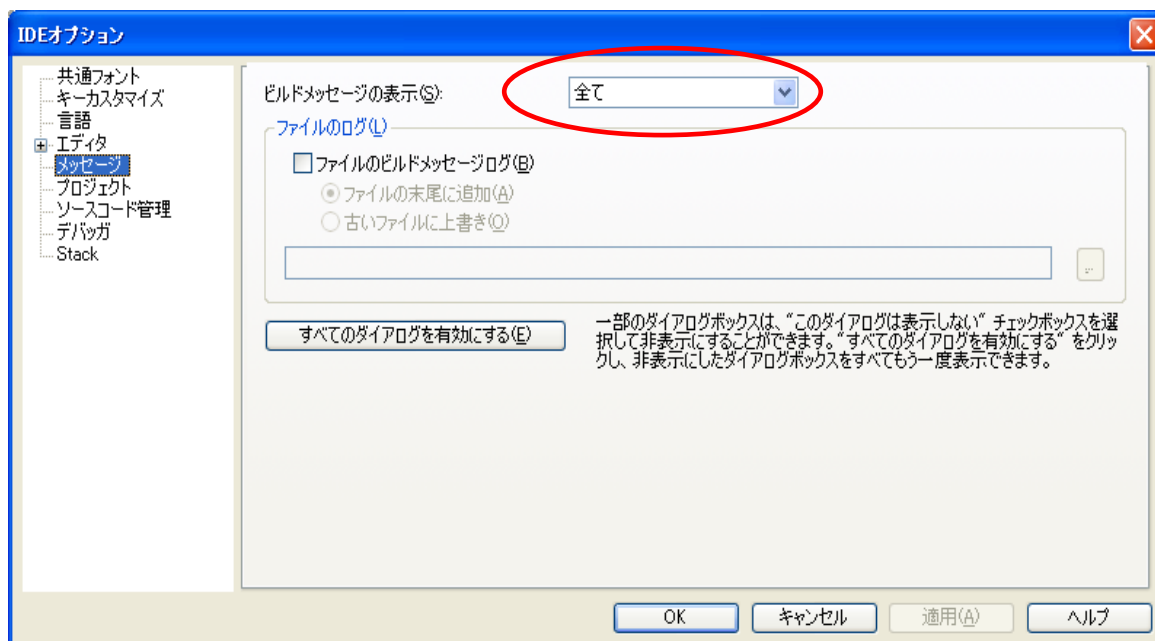 IDEオプション
共通フォント
キーカスタマイズ
言語
エディタ
メッセージ
プロジェクト
ソースコード管理
デバッガ
Stack
ビルドメッセージの表示(S):
全て
ファイルのログ(L)
ファイルのビルドメッセージログ(B)
ファイルの末尾に追加(A)
古いファイルに上書き(O)
...
すべてのダイアログを有効にする(E)
一部のダイアログボックスは、“このダイアログは表示しない” チェックボックスを選
択して非表示にすることができます。“すべてのダイアログを有効にする” をクリッ
クし、非表示にしたダイアログボックスをすべてもう一度表示できます。
OK
キャンセル
適用(A)
ヘルプ